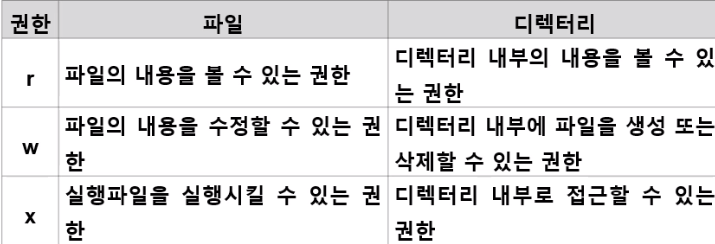 권한 파일 디렉터리
r 파일의 내용을 볼 수 있는 권한 디렉터리 내부의 내용을 볼 수 있
는 권한
w 파일의 내용을 수정할 수 있는 권 디렉터리 내부에 파일을 생성 또는
한 삭제할 수 있는 권한
x 실행파일을 실행시킬 수 있는 권 디렉터리 내부로 접근할 수 있는
한 권한